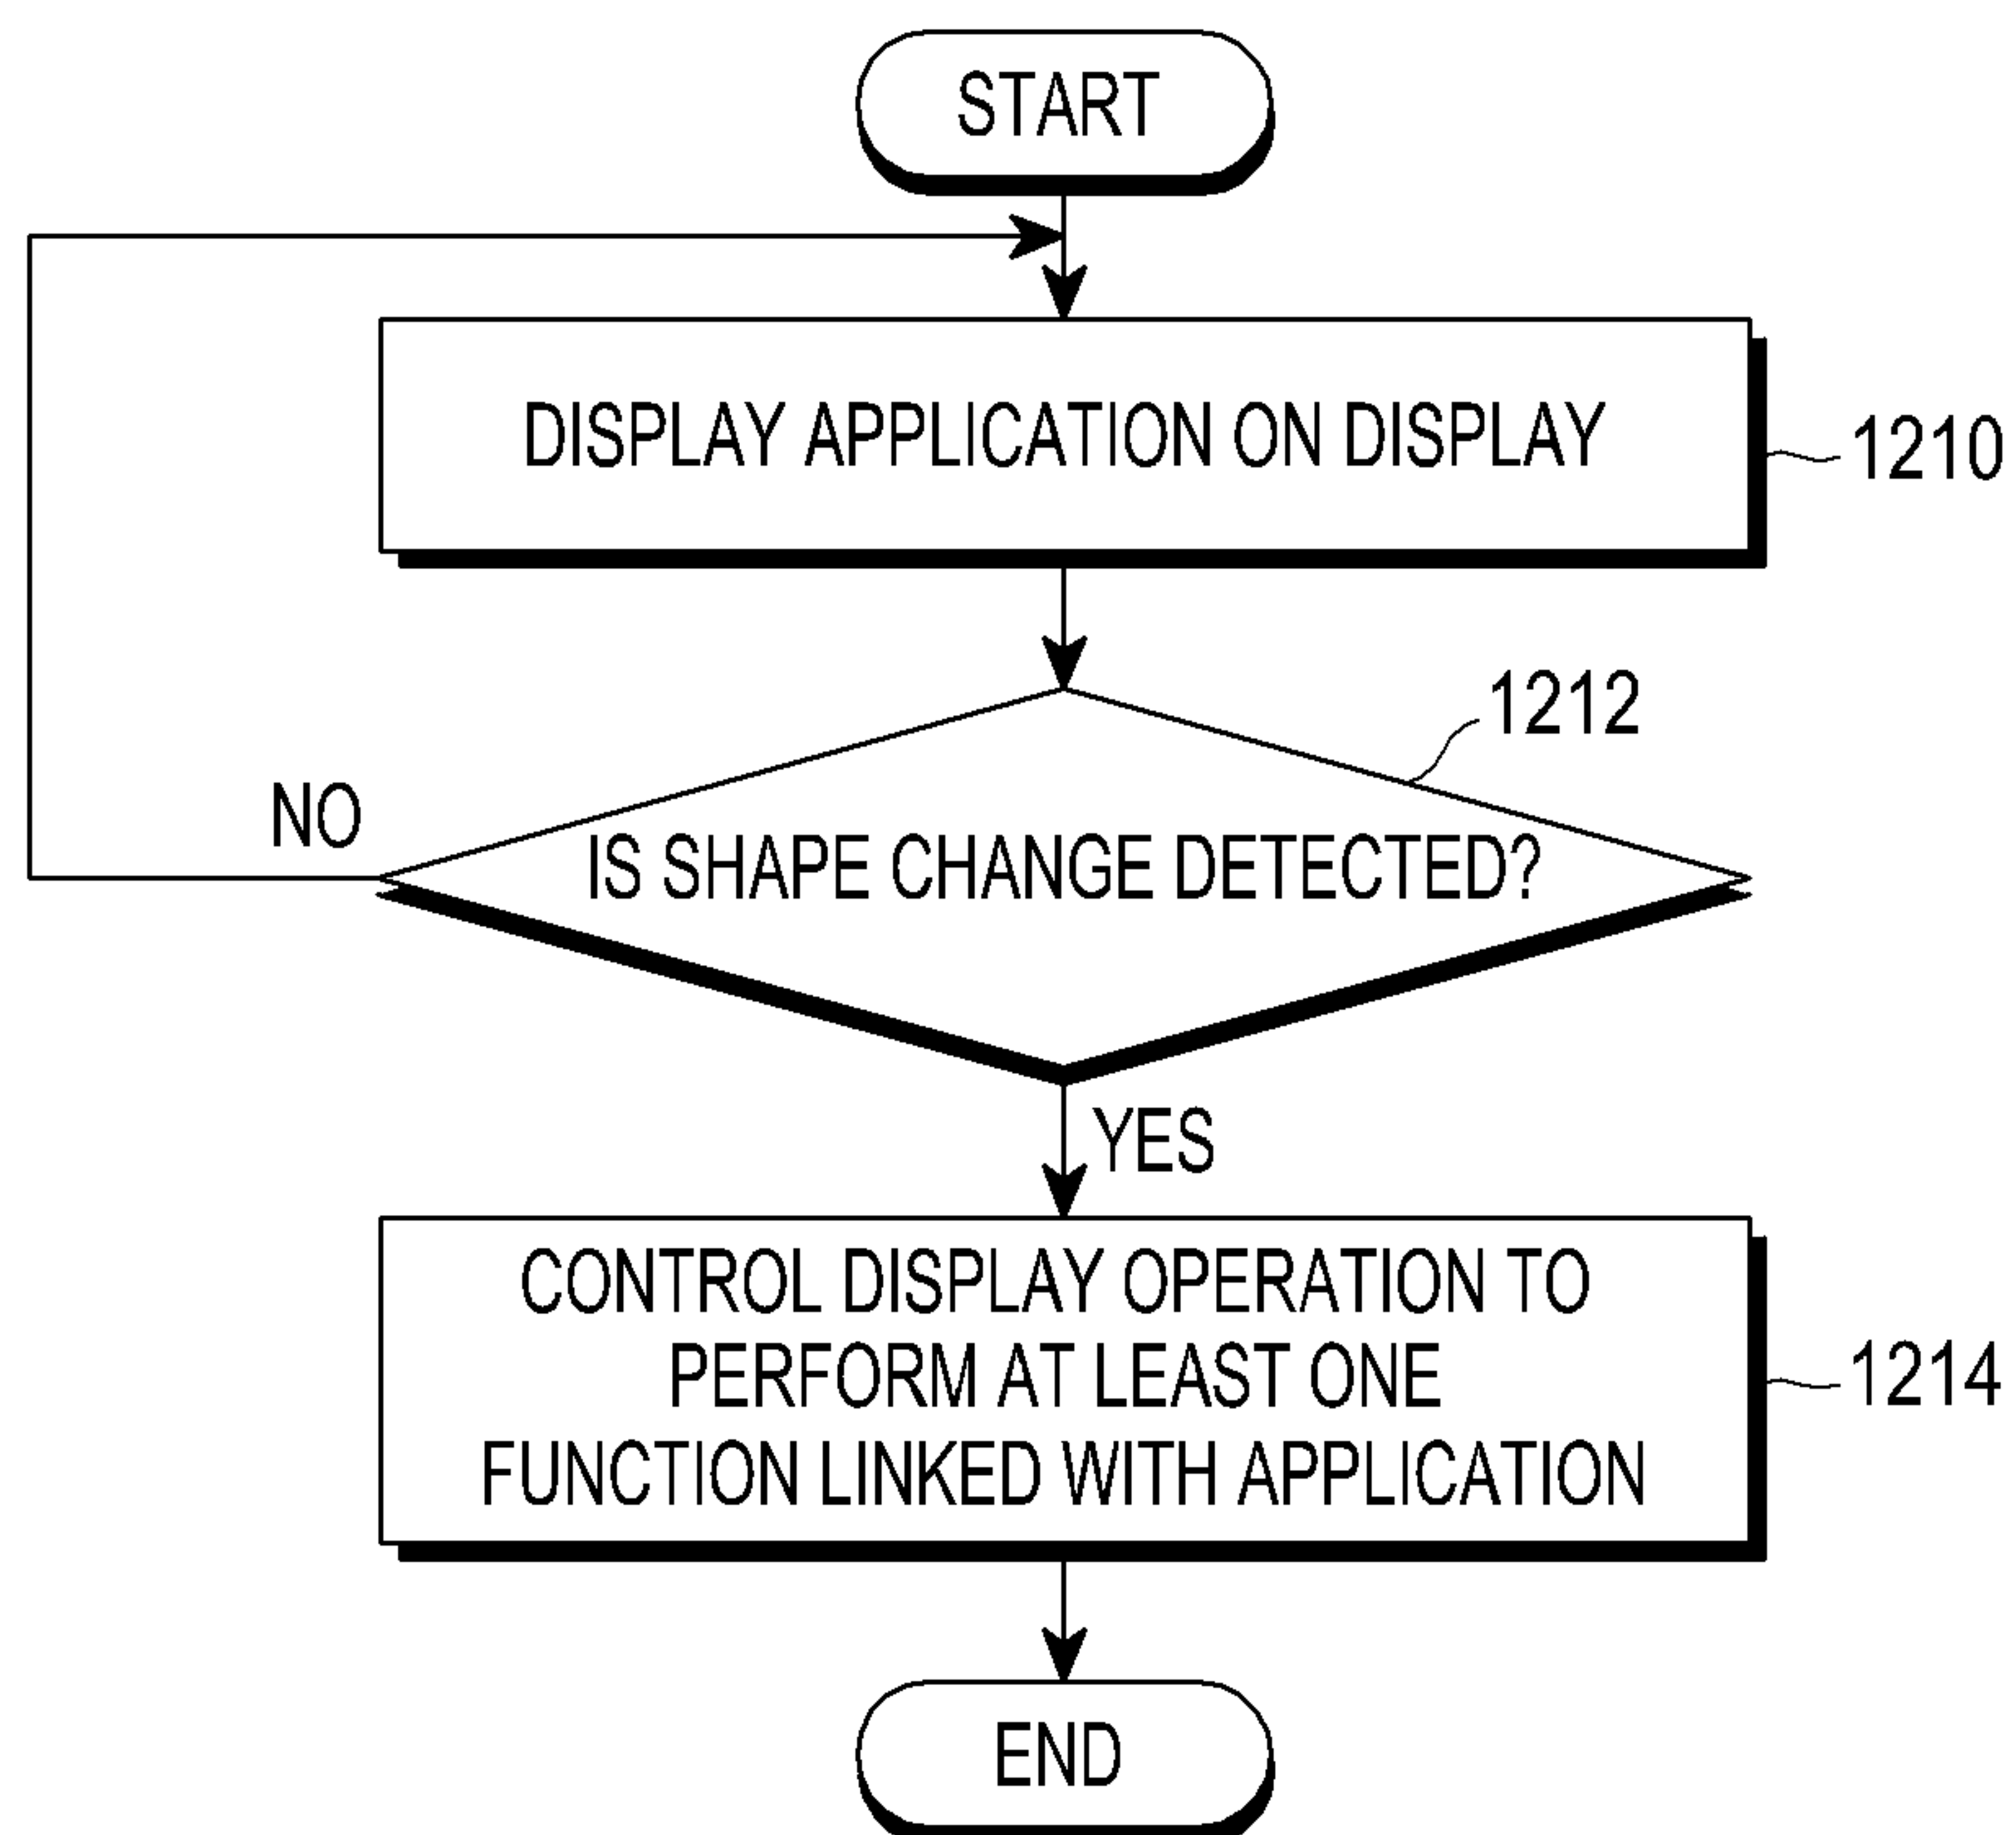 START
DISPLAY APPLICATION ON DISPLAY
1210
1212
NO
IS SHAPE CHANGE DETECTED?
YES
CONTROL DISPLAY OPERATION TO
PERFORM AT LEAST ONE
FUNCTION LINKED WITH APPLICATION
1214
END